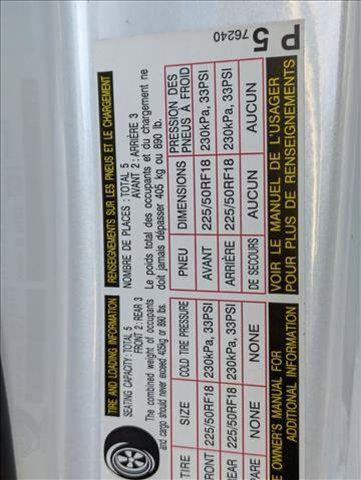 TIRE AND LOADING INFORMATION
SEATING CAPACITY : TOTAL 5
FRONT 2 : REAR 3
The combined weight of occupants
and cargo should never exceed 405kg or 890 lbs.
TIRE SIZE COLD TIRE PRESSURE
FRONT 225/50RF18 230kPa, 33PSI
REAR 225/50RF18 230kPa, 33PSI
PARE NONE NONE
E OWNER'S MANUAL FOR
ADDITIONAL INFORMATION
RENSEIGNEMENTS SUR LES PNEUS ET LE CHARGEMENT
NOMBRE DE PLACES : TOTAL 5
AVANT 2 : ARRIÈRE 3
Le poids total des occupants et du chargement ne
doit jamais dépasser 405 kg ou 890 lb.
PNEU DIMENSIONS PRESSION DES
PNEUS À FROID
AVANT 225/50RF18 230kPa, 33PSI
ARRIÈRE 225/50RF18 230kPa, 33PSI
DE SECOURS AUCUN AUCUN
VOIR LE MANUEL DE L'USAGER
POUR PLUS DE RENSEIGNEMENTS
76240
P 5